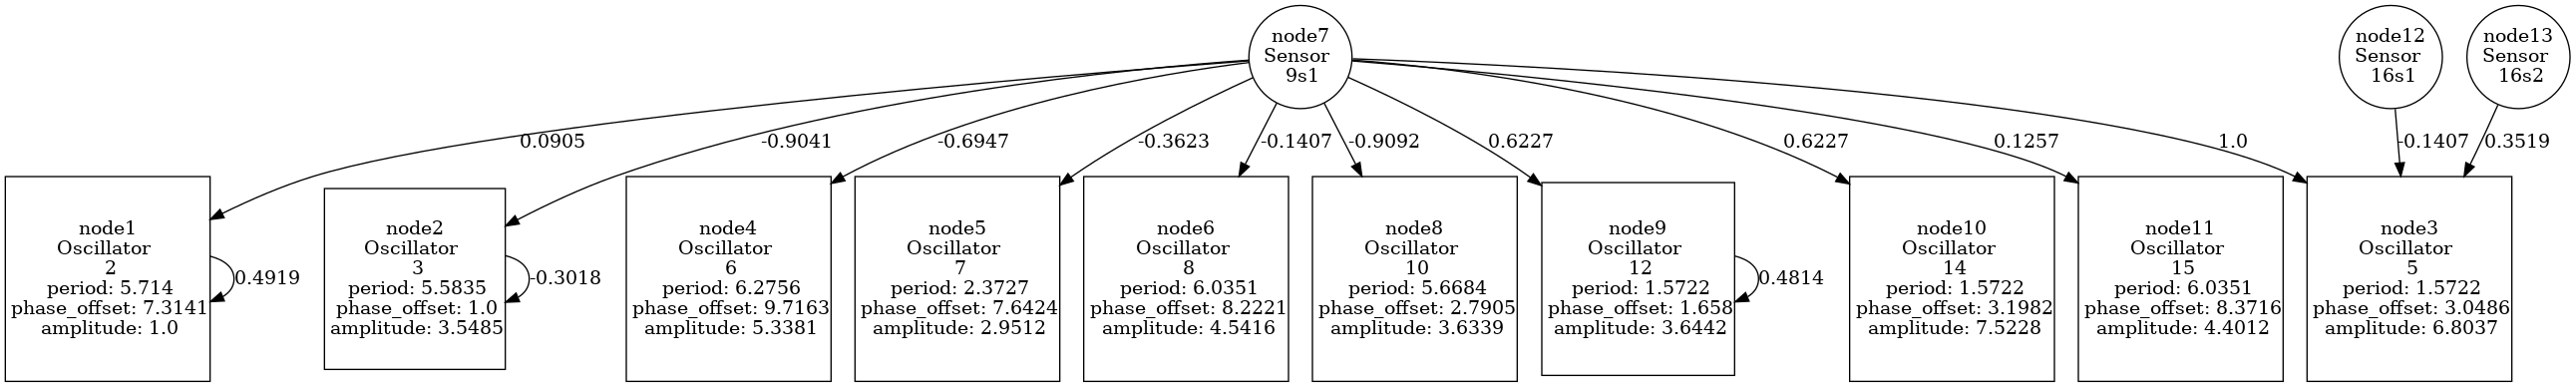 node7
Sensor
9s1
node12
Sensor
16s1
node13
Sensor
16s2
0.0905
-0.9041
-0.6947
-0.3623
-0.1407
-0.9092
0.6227
0.6227
0.1257
1.0
-0.1407
0.3519
node1
Oscillator
2
period: 5.714
phase_offset: 7.3141
amplitude: 1.0
0.4919
node2
Oscillator
3
period: 5.5835
phase_offset: 1.0
amplitude: 3.5485
-0.3018
node4
Oscillator
6
period: 6.2756
phase_offset: 9.7163
amplitude: 5.3381
node5
Oscillator
7
period: 2.3727
phase_offset: 7.6424
amplitude: 2.9512
node6
Oscillator
8
period: 6.0351
phase_offset: 8.2221
amplitude: 4.5416
node8
Oscillator
10
period: 5.6684
phase_offset: 2.7905
amplitude: 3.6339
node9
Oscillator
12
period: 1.5722
phase_offset: 1.658
amplitude: 3.6442
0.4814
node10
Oscillator
14
period: 1.5722
phase_offset: 3.1982
amplitude: 7.5228
node11
Oscillator
15
period: 6.0351
phase_offset: 8.3716
amplitude: 4.4012
node3
Oscillator
5
period: 1.5722
phase_offset: 3.0486
amplitude: 6.8037